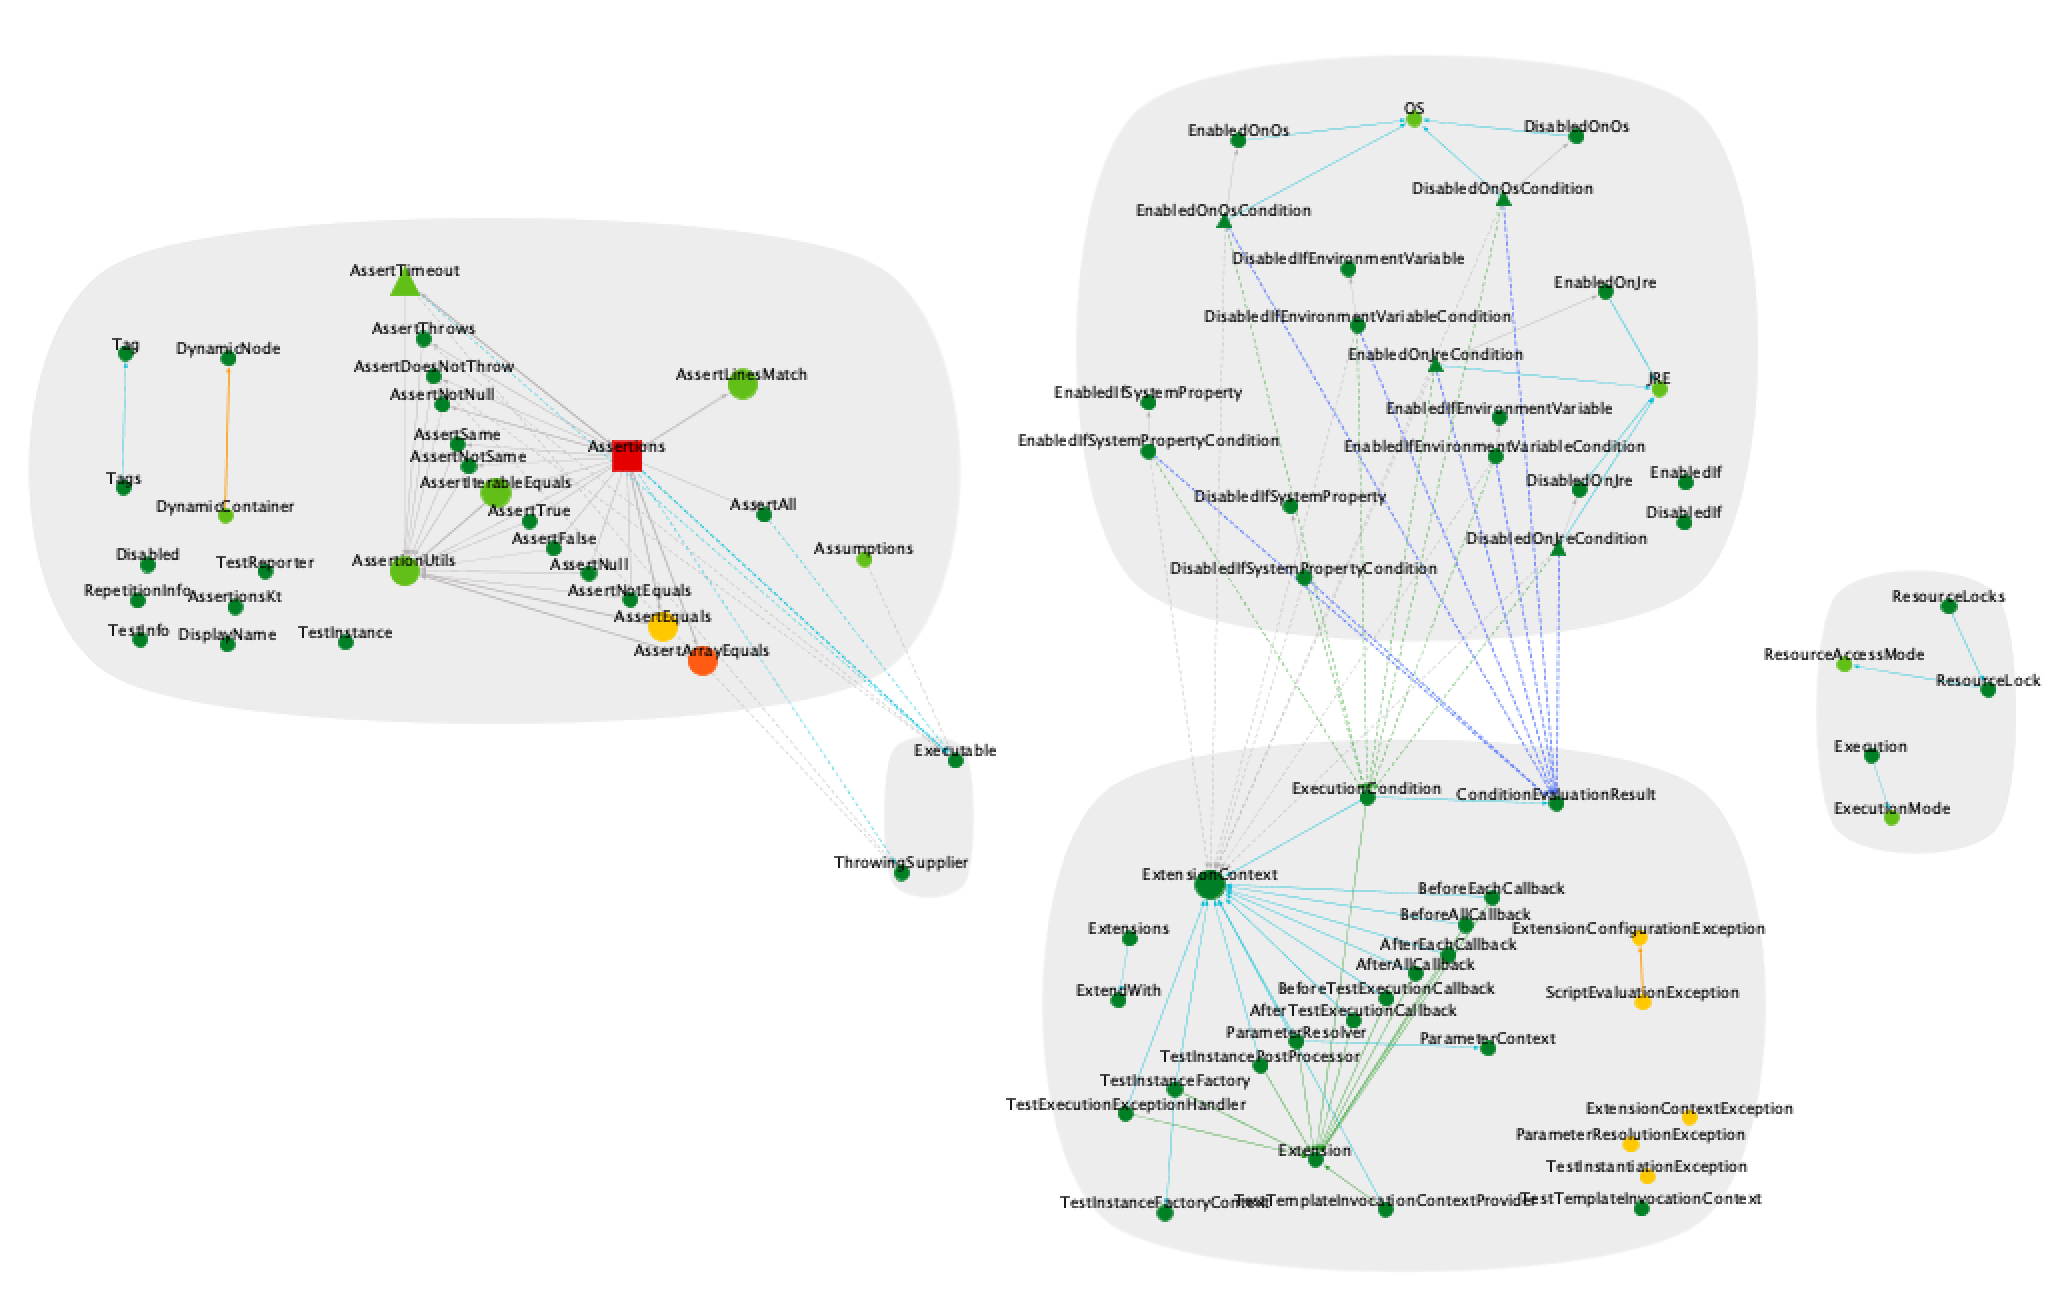 AssertTimeout
AssertThrows
Tag
DynamicNode
AssertDoesNotThrow
AssertLinesMatch
AssertNotNull
AssertSame
Assertions
AssertNotSame
Tags
AssertIterableEquals
DynamicContainer
AssertTrue
AssertAll
AssertFalse
Assumptions
Disabled
TestReporter
AssertionUtils
AssertNull
RepetitionInfo
AssertionsKt
AssertNotEquals
TestInfo
DisplayName
TestInstance
AssertEquals
AssertArrayEquals
Executable
ThrowingSupplier
OS
EnabledOnOs
DisabledOnOs
DisabledOnOsCondition
EnabledOnOsCondition
DisabledIfEnvironmentVariable
EnabledOnJre
DisabledIfEnvironmentVariableCondition
EnabledOnJreCondition
JRE
EnabledIfSystemProperty
EnabledIfEnvironmentVariable
EnabledIfSystemPropertyCondition
EnabledIfEnvironmentVariableCondition
EnabledIf
DisabledOnJre
DisabledIfSystemProperty
DisabledIf
DisabledOnJreCondition
DisabledIfSystemPropertyCondition
ResourceLocks
ResourceAccessMode
ResourceLock
Execution
ExecutionMode
ExecutionCondition
ConditionEvaluationResult
ExtensionContext
BeforeEachCallback
BeforeAllCallback
Extensions
ExtensionConfigurationException
AfterEachCallback
AfterAllCallback
ExtendWith
BeforeTestExecutionCallback
ScriptEvaluationException
AfterTestExecutionCallback
ParameterResolver
ParameterContext
TestInstancePostProcessor
TestInstanceFactory
TestExecutionExceptionHandler
ExtensionContextException
ParameterResolutionException
Extension
TestInstantiationException
TestInstanceFactoryContext
TestTemplateInvocationContextProvider
TestTemplateInvocationContext